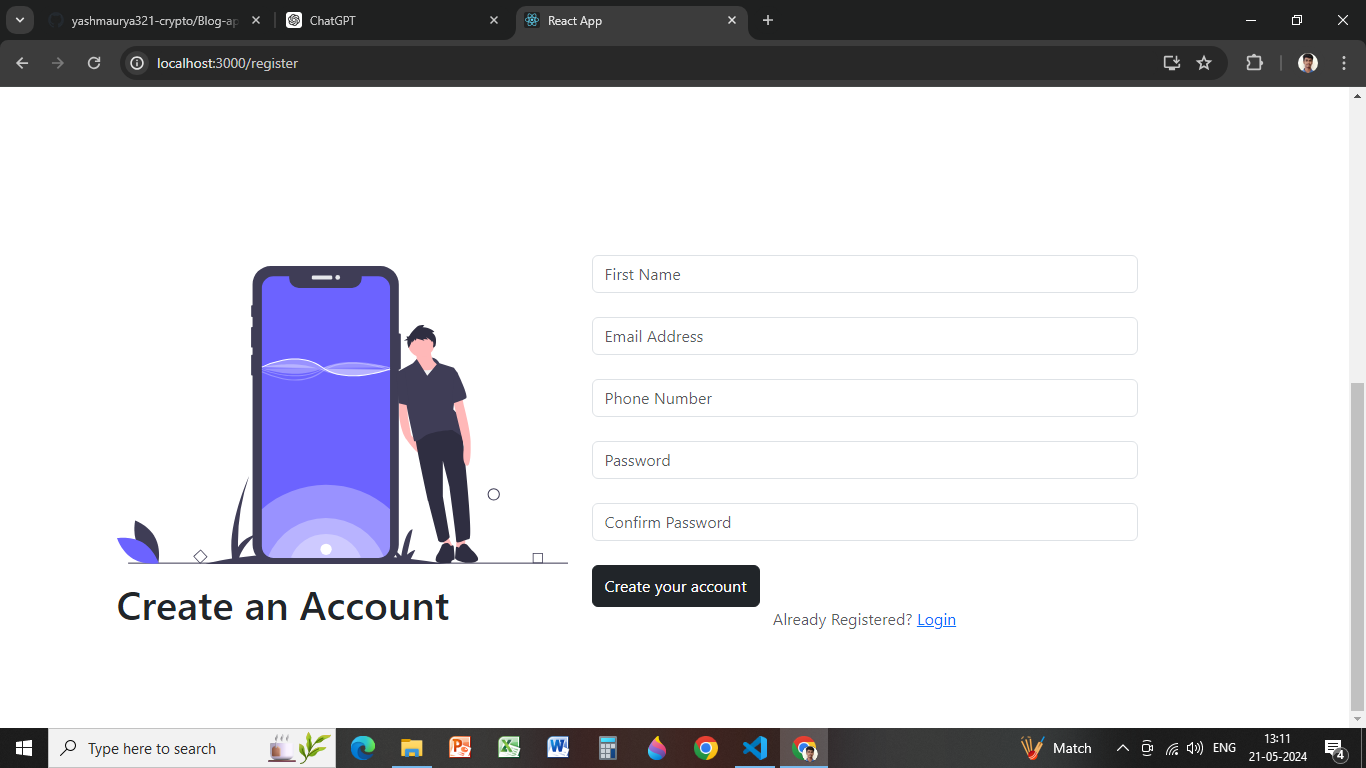 yashmaurya321-crypto/Blog-ap
ChatGPT
React App
localhost:3000/register
First Name
Email Address
Phone Number
Password
Confirm Password
Create your account
Create an Account
Already Registered? Login
Type here to search
Match
ENG
13:11
21-05-2024
4